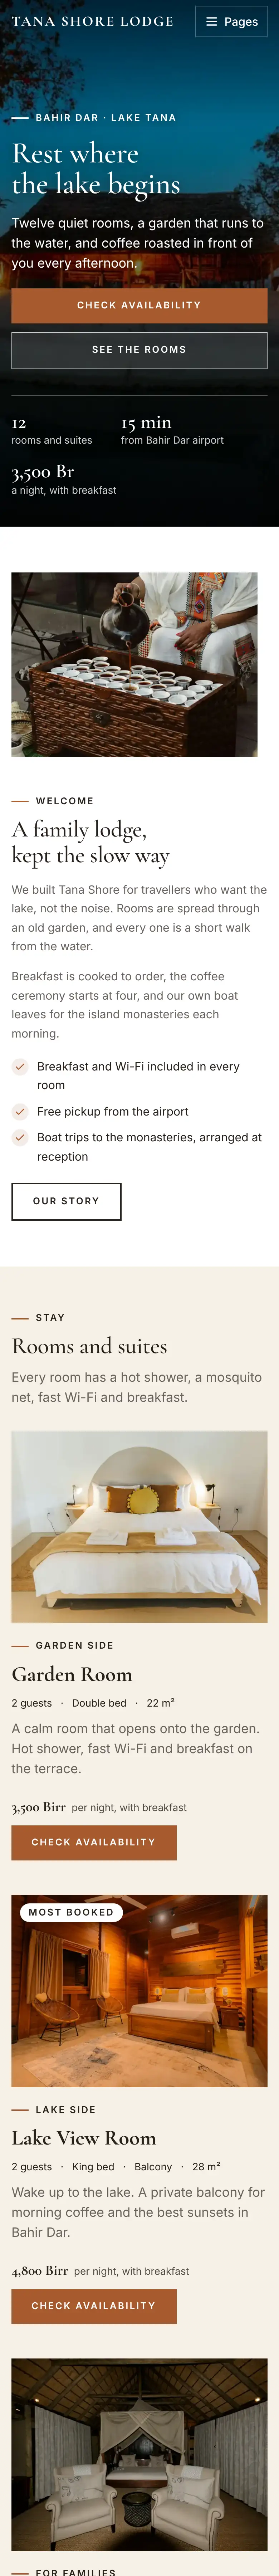 TANA SHORE LODGE
Pages
BAHIR DAR · LAKE TANA
Rest where
the lake begins
Twelve quiet rooms, a garden that runs to
the water, and coffee roasted in front of
you every afternoon.
CHECK AVAILABILITY
SEE THE ROOMS
12
rooms and suites
15 min
from Bahir Dar airport
3,500 Br
a night, with breakfast
WELCOME
A family lodge,
kept the slow way
We built Tana Shore for travellers who want the
lake, not the noise. Rooms are spread through
an old garden, and every one is a short walk
from the water.
Breakfast is cooked to order, the coffee
ceremony starts at four, and our own boat
leaves for the island monasteries each
morning.
Breakfast and Wi-Fi included in every
room
Free pickup from the airport
Boat trips to the monasteries, arranged at
reception
OUR STORY
STAY
Rooms and suites
Every room has a hot shower, a mosquito
net, fast Wi-Fi and breakfast.
GARDEN SIDE
Garden Room
2 guests · Double bed · 22 m²
A calm room that opens onto the garden.
Hot shower, fast Wi-Fi and breakfast on
the terrace.
3,500 Birr per night, with breakfast
CHECK AVAILABILITY
MOST BOOKED
LAKE SIDE
Lake View Room
2 guests · King bed · Balcony · 28 m²
Wake up to the lake. A private balcony for
morning coffee and the best sunsets in
Bahir Dar.
4,800 Birr per night, with breakfast
CHECK AVAILABILITY
FOR FAMILIES